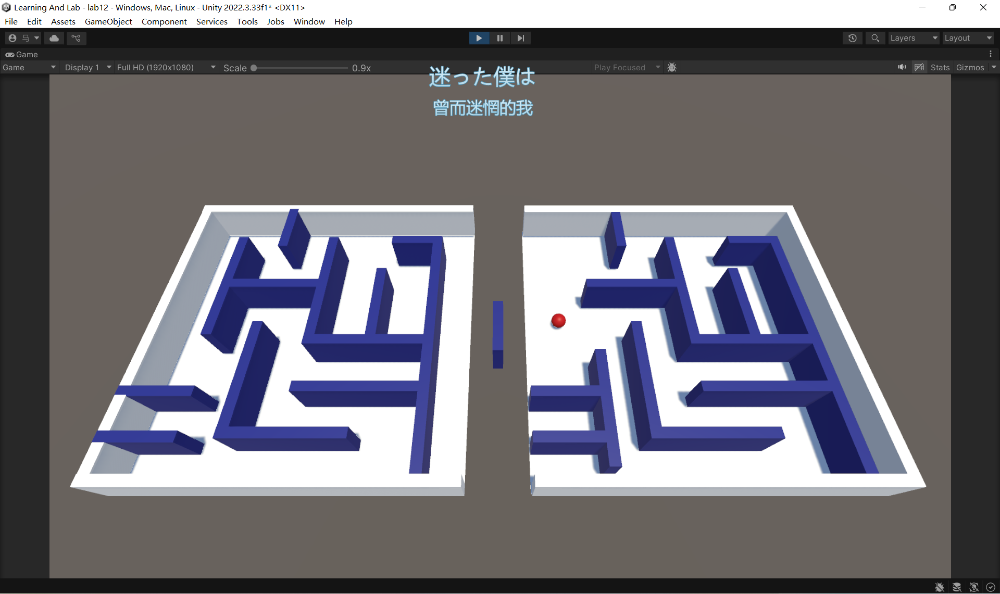 Learning And Lab - lab12 - Windows, Mac, Linux - Unity 2022.3.33f1* <DX11>
File Edit Assets GameObject Component Services Tools Jobs Window Help
马 Layers Layout
Game
Game Display 1 Full HD (1920x1080) Scale 0.9x Play Focused Stats Gizmos
迷った僕は
曾而迷惘的我